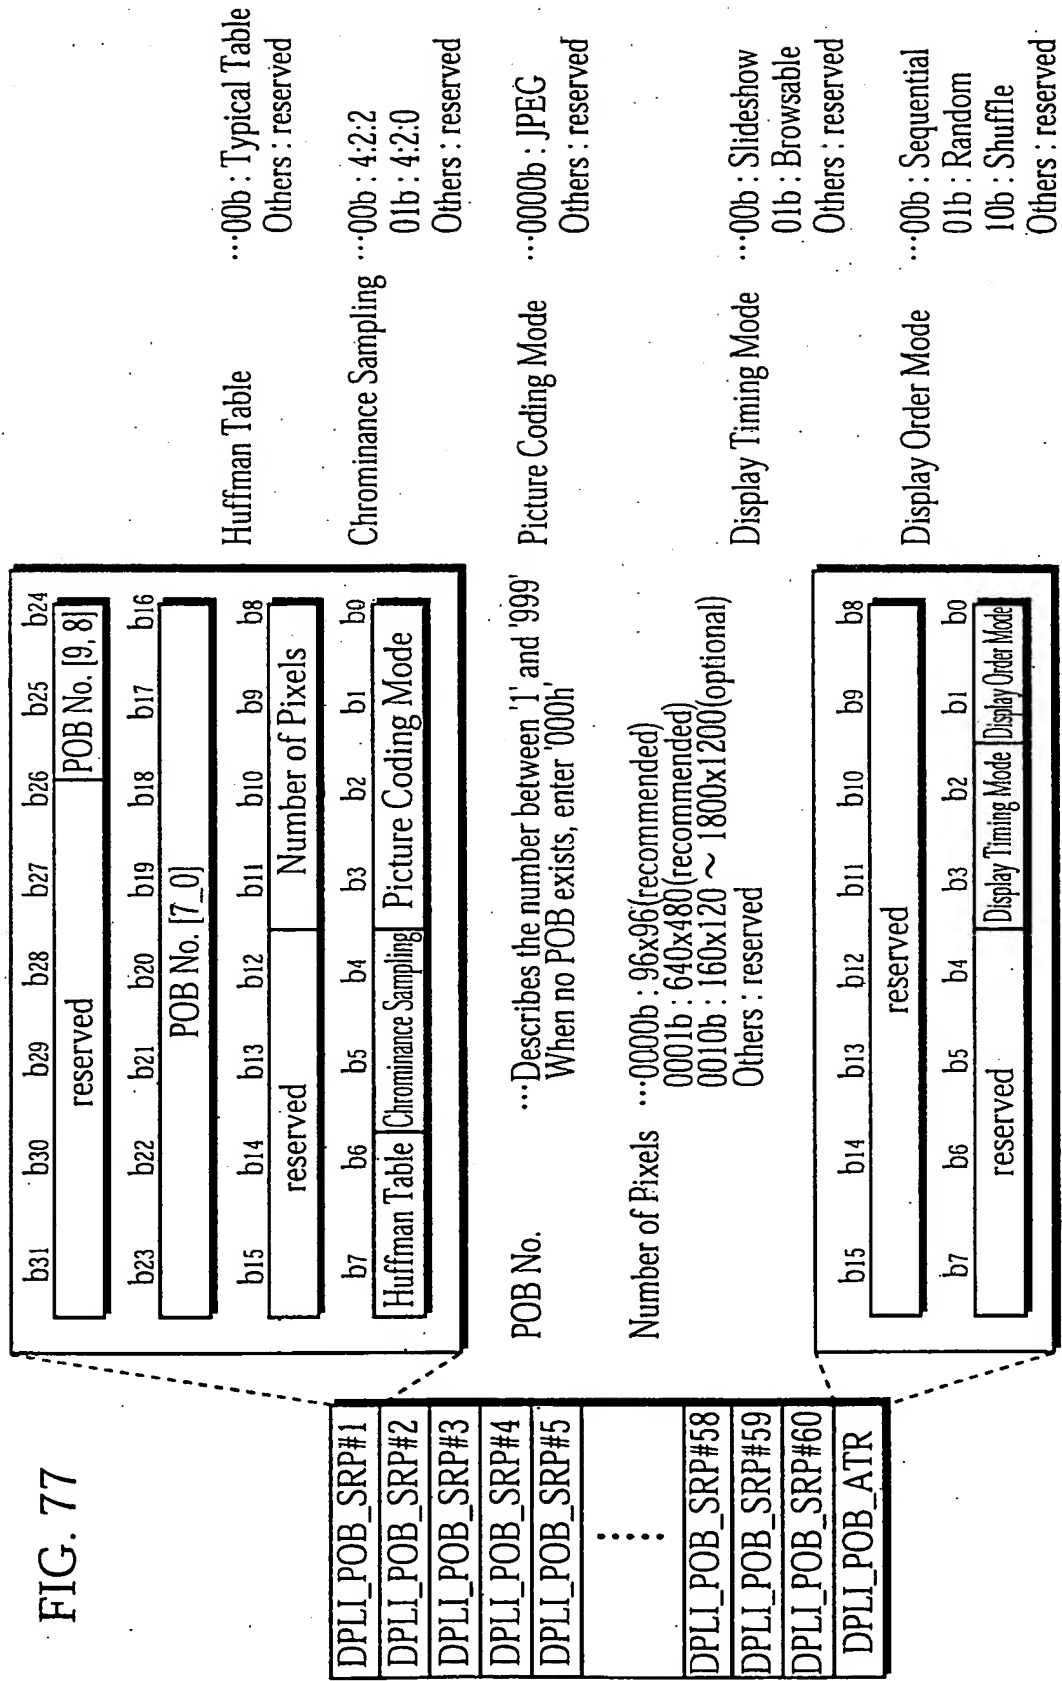 FIG. 77
DPLI_POB_SRP#1
DPLI_POB_SRP#2
DPLI_POB_SRP#3
DPLI_POB_SRP#4
DPLI_POB_SRP#5
DPLI_POB_SRP#58
DPLI_POB_SRP#59
DPLI_POB_SRP#60
DPLI_POB_ATR
b31 b30 b29 b28 b27 b26 b25 b24
reserved POB No. [9, 8]
b23 b22 b21 b20 b19 b18 b17 b16
POB No. [7_0]
b15 b14 b13 b12 b11 b10 b9 b8
reserved Number of Pixels
b7 b6 b5 b4 b3 b2 b1 b0
Huffman Table Chrominance Sampling Picture Coding Mode
POB No. …Describes the number between '1' and '999'
When no POB exists, enter '000h'
Number of Pixels …0000b : 96x96(recommended)
0001b : 640x480(recommended)
0010b : 160x120 ~ 1800x1200(optional)
Others : reserved
b15 b14 b13 b12 b11 b10 b9 b8
reserved
b7 b6 b5 b4 b3 b2 b1 b0
reserved Display Timing Mode Display Order Mode
Huffman Table …00b : Typical Table
Others : reserved
Chrominance Sampling …00b : 4:2:2
01b : 4:2:0
Others : reserved
Picture Coding Mode …0000b : JPEG
Others : reserved
Display Timing Mode …00b : Slideshow
01b : Browsable
Others : reserved
Display Order Mode …00b : Sequential
01b : Random
10b : Shuffle
Others : reserved